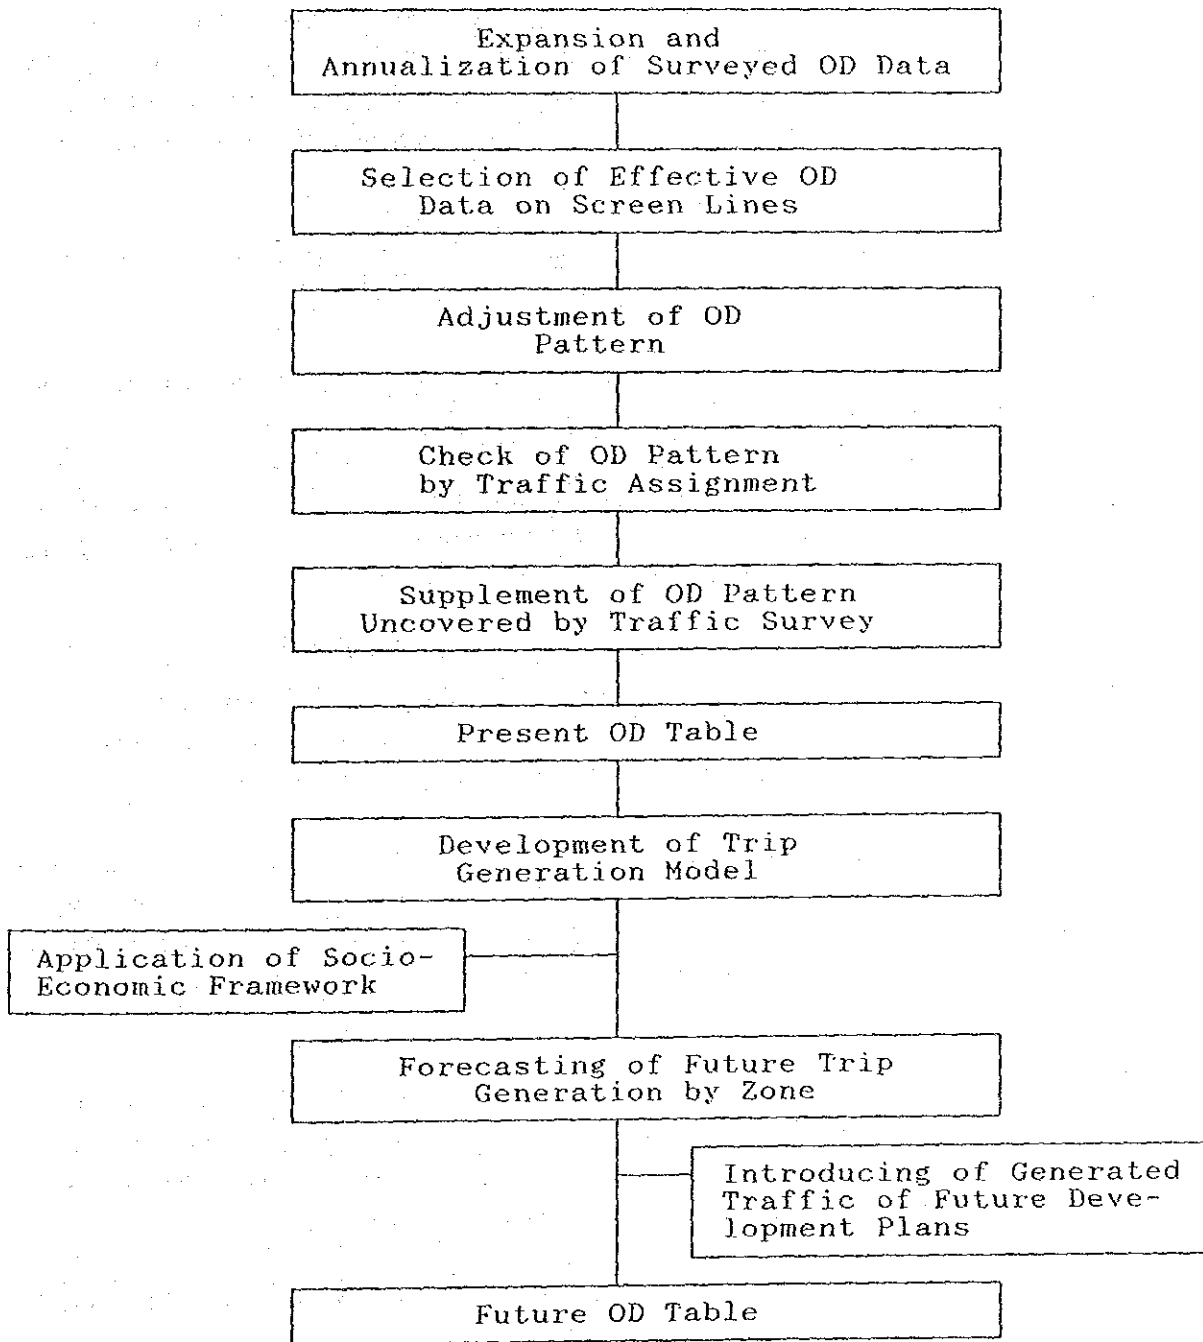 Expansion and
Annualization of Surveyed OD Data
Selection of Effective OD
Data on Screen Lines
Adjustment of OD
Pattern
Check of OD Pattern
by Traffic Assignment
Supplement of OD Pattern
Uncovered by Traffic Survey
Present OD Table
Development of Trip
Generation Model
Application of Socio-
Economic Framework
Forecasting of Future Trip
Generation by Zone
Introducing of Generated
Traffic of Future Deve-
lopment Plans
Future OD Table